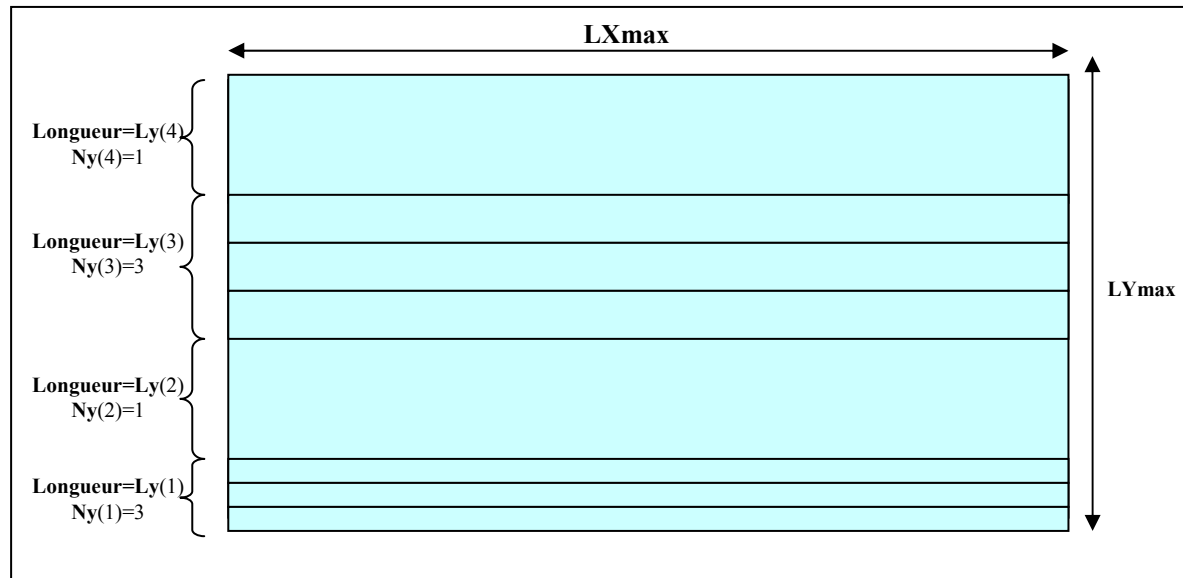 LXmax
Longueur=Ly(4)
Ny(4)=1
Longueur=Ly(3)
Ny(3)=3
LYmax
Longueur=Ly(2)
Ny(2)=1
Longueur=Ly(1)
Ny(1)=3